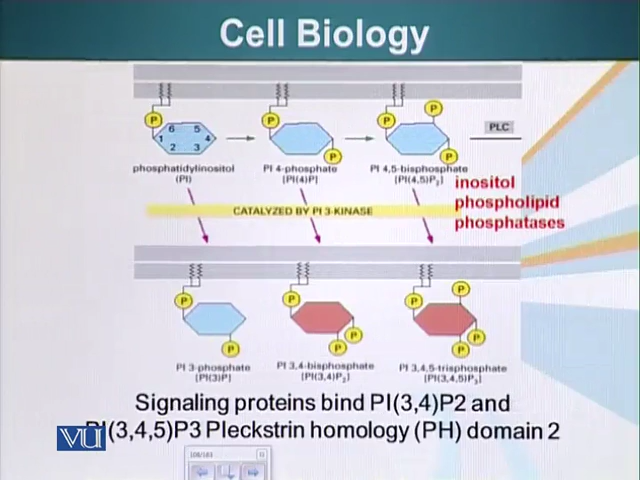 Cell Biology
P P P P
P P
6 5
1 4
2 3
PLC
phosphatidylinositol
(PI)
PI 4-phosphate
[PI(4)P]
PI 4,5-bisphosphate
[PI(4,5)P2]
inositol
phospholipid
phosphatases
CATALYZED BY PI 3-KINASE
P P P P
P P P P P
PI 3-phosphate
[PI(3)P]
PI 3,4-bisphosphate
[PI(3,4)P2]
PI 3,4,5-trisphosphate
[PI(3,4,5)P3]
Signaling proteins bind PI(3,4)P2 and
PI(3,4,5)P3 Pleckstrin homology (PH) domain 2
VU
108/163